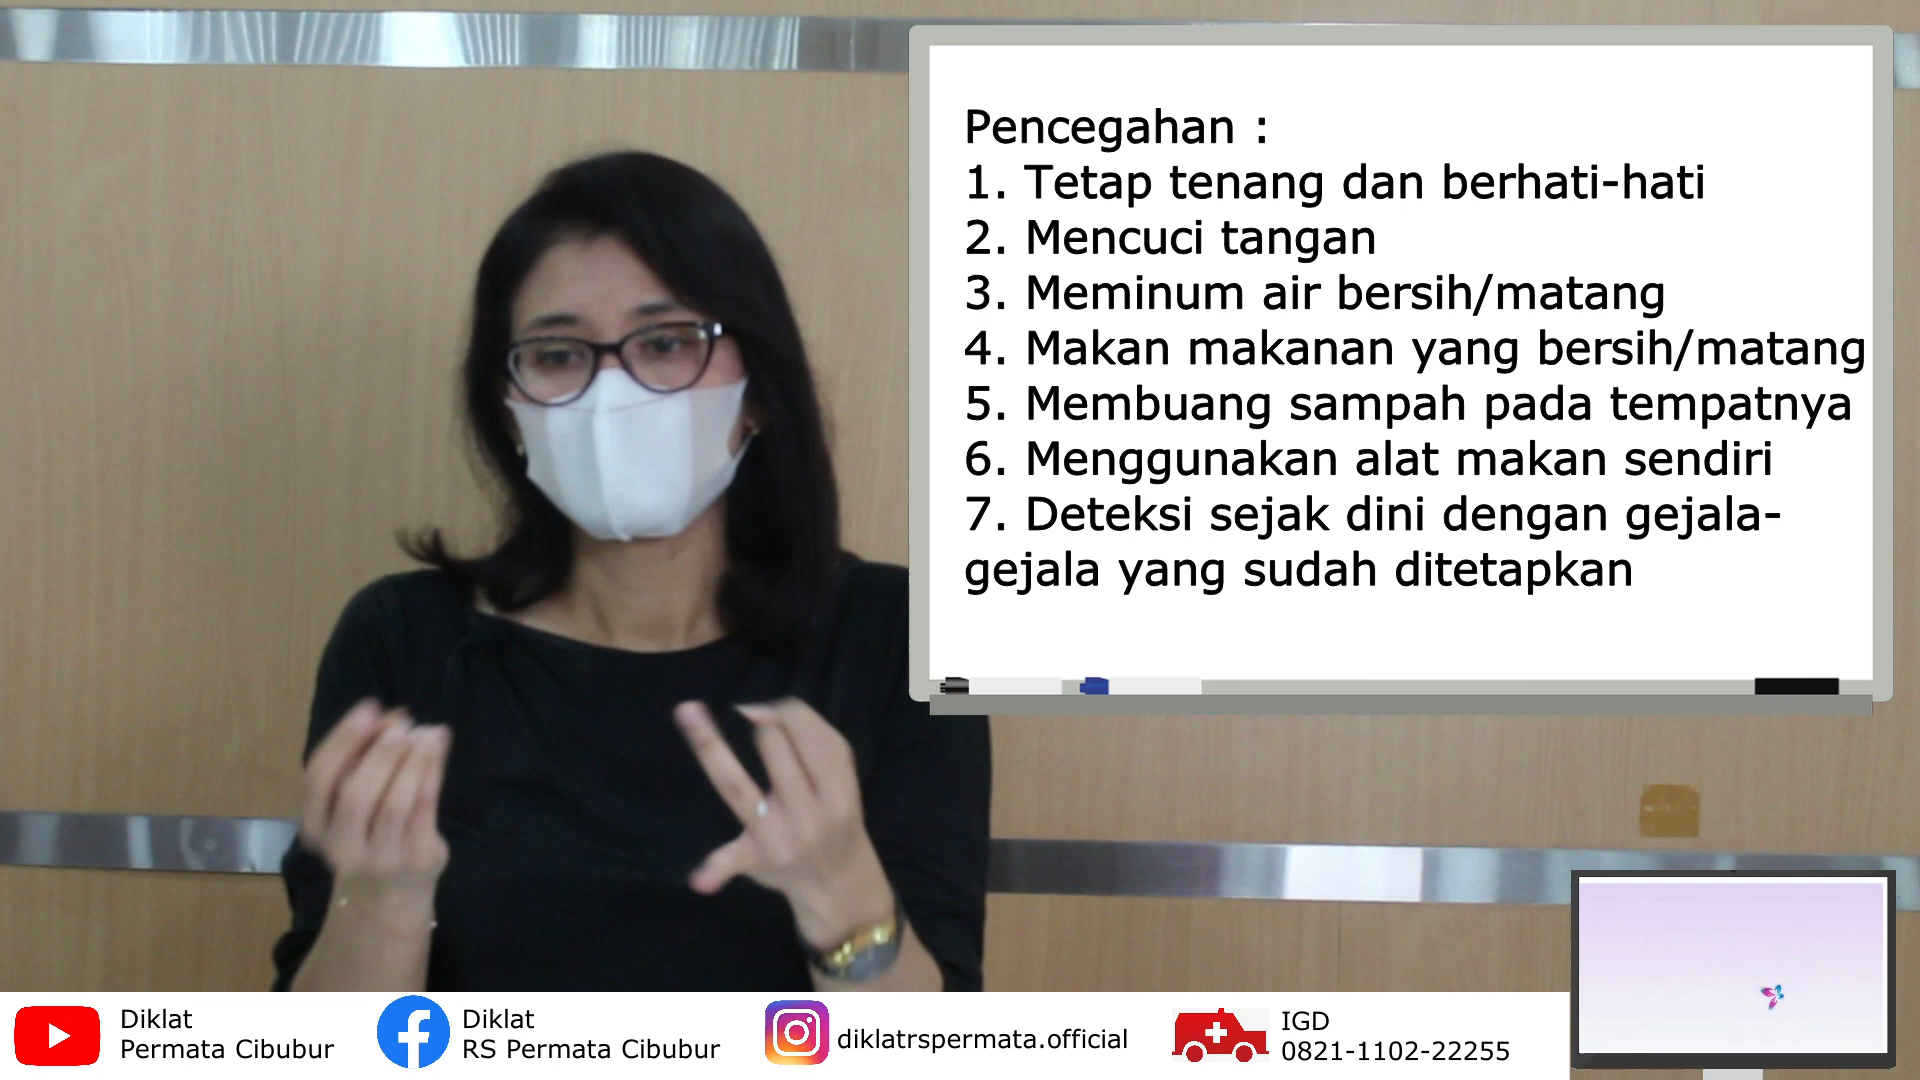 Pencegahan :
1. Tetap tenang dan berhati-hati
2. Mencuci tangan
3. Meminum air bersih/matang
4. Makan makanan yang bersih/matang
5. Membuang sampah pada tempatnya
6. Menggunakan alat makan sendiri
7. Deteksi sejak dini dengan gejala-
gejala yang sudah ditetapkan
Diklat
Permata Cibubur
Diklat
RS Permata Cibubur
diklatrspermata.official
IGD
0821-1102-22255